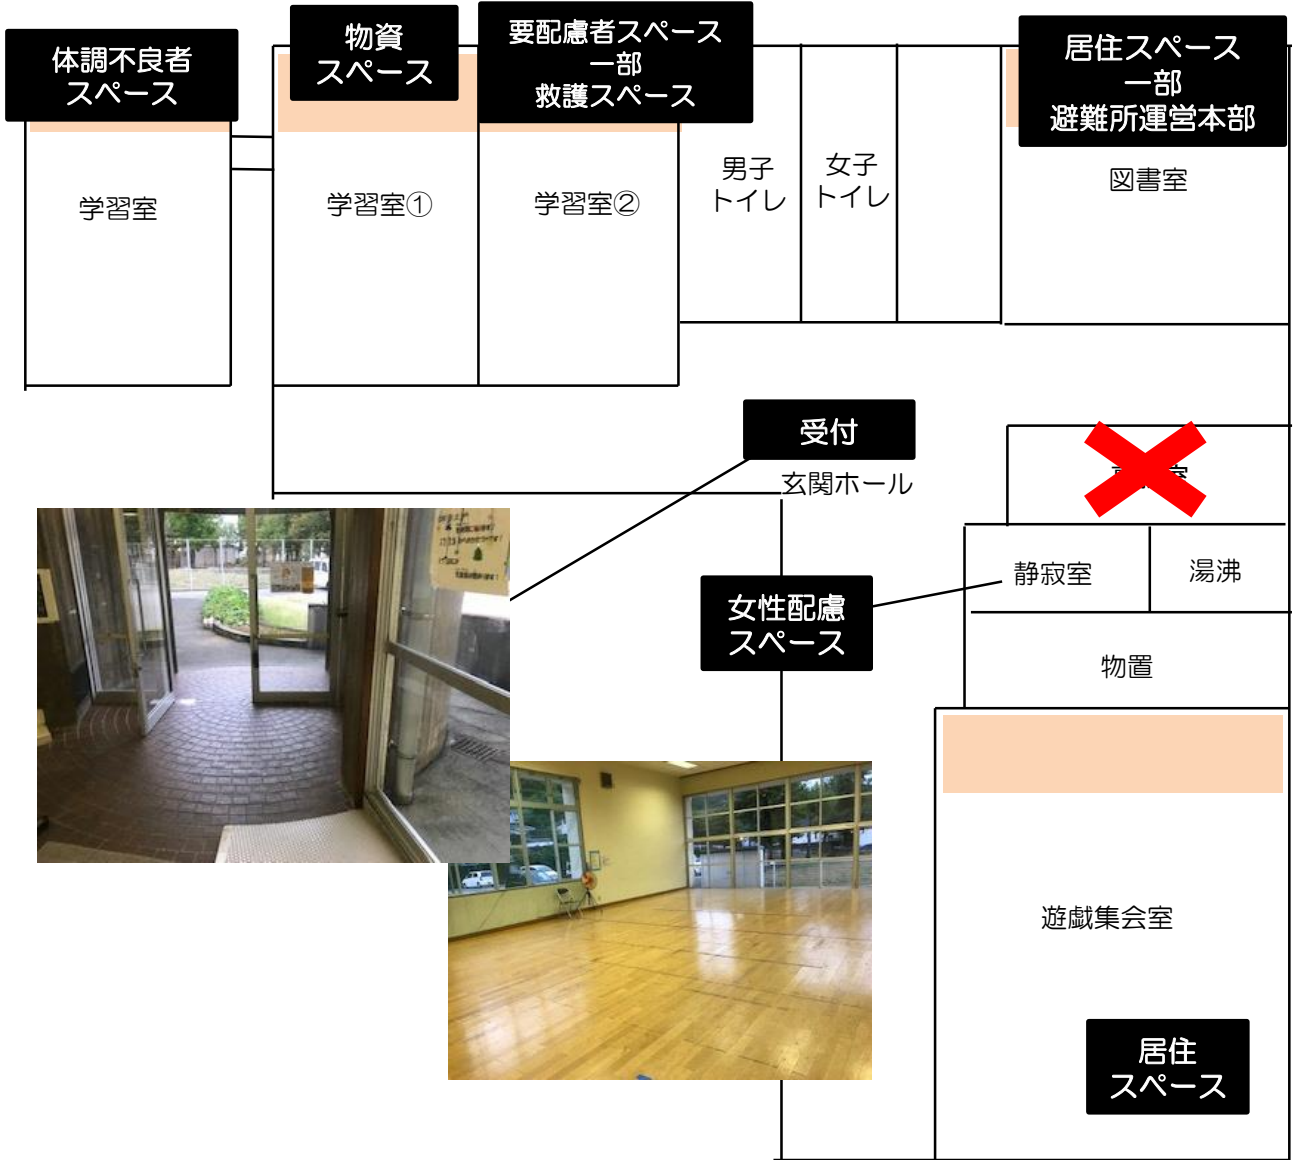 体調不良者
スペース
物資
スペース
要配慮者スペース
一部
救護スペース
居住スペース
一部
避難所運営本部
学習室
学習室①
学習室②
男子
トイレ
女子
トイレ
図書室
受付
玄関ホール
室
静寂室
湯沸
女性配慮
スペース
物置
遊戯集会室
居住
スペース